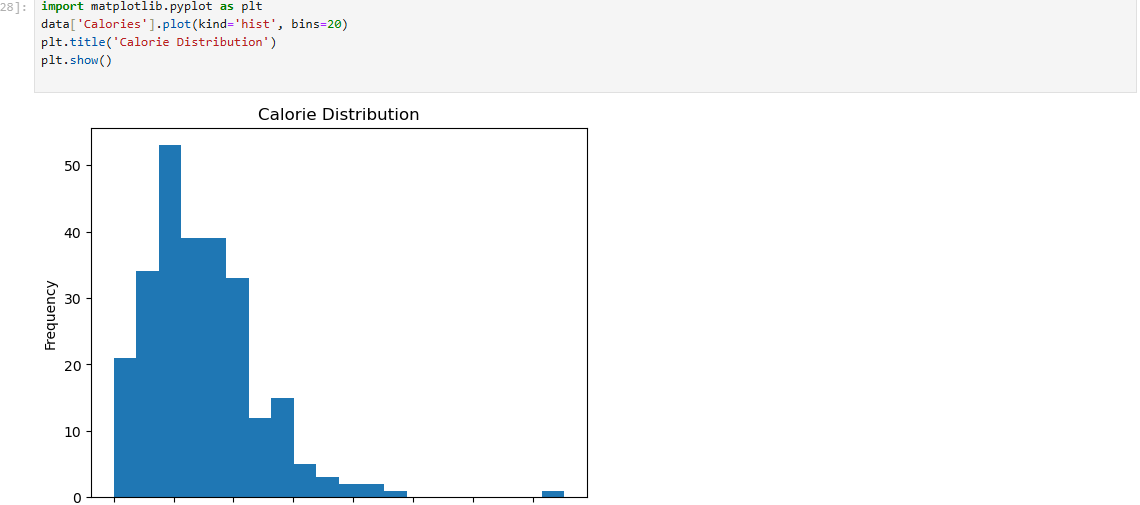 28]:
import matplotlib.pyplot as plt
data['Calories'].plot(kind='hist', bins=20)
plt.title('Calorie Distribution')
plt.show()
Calorie Distribution
50
40
30
20
10
0
Frequency